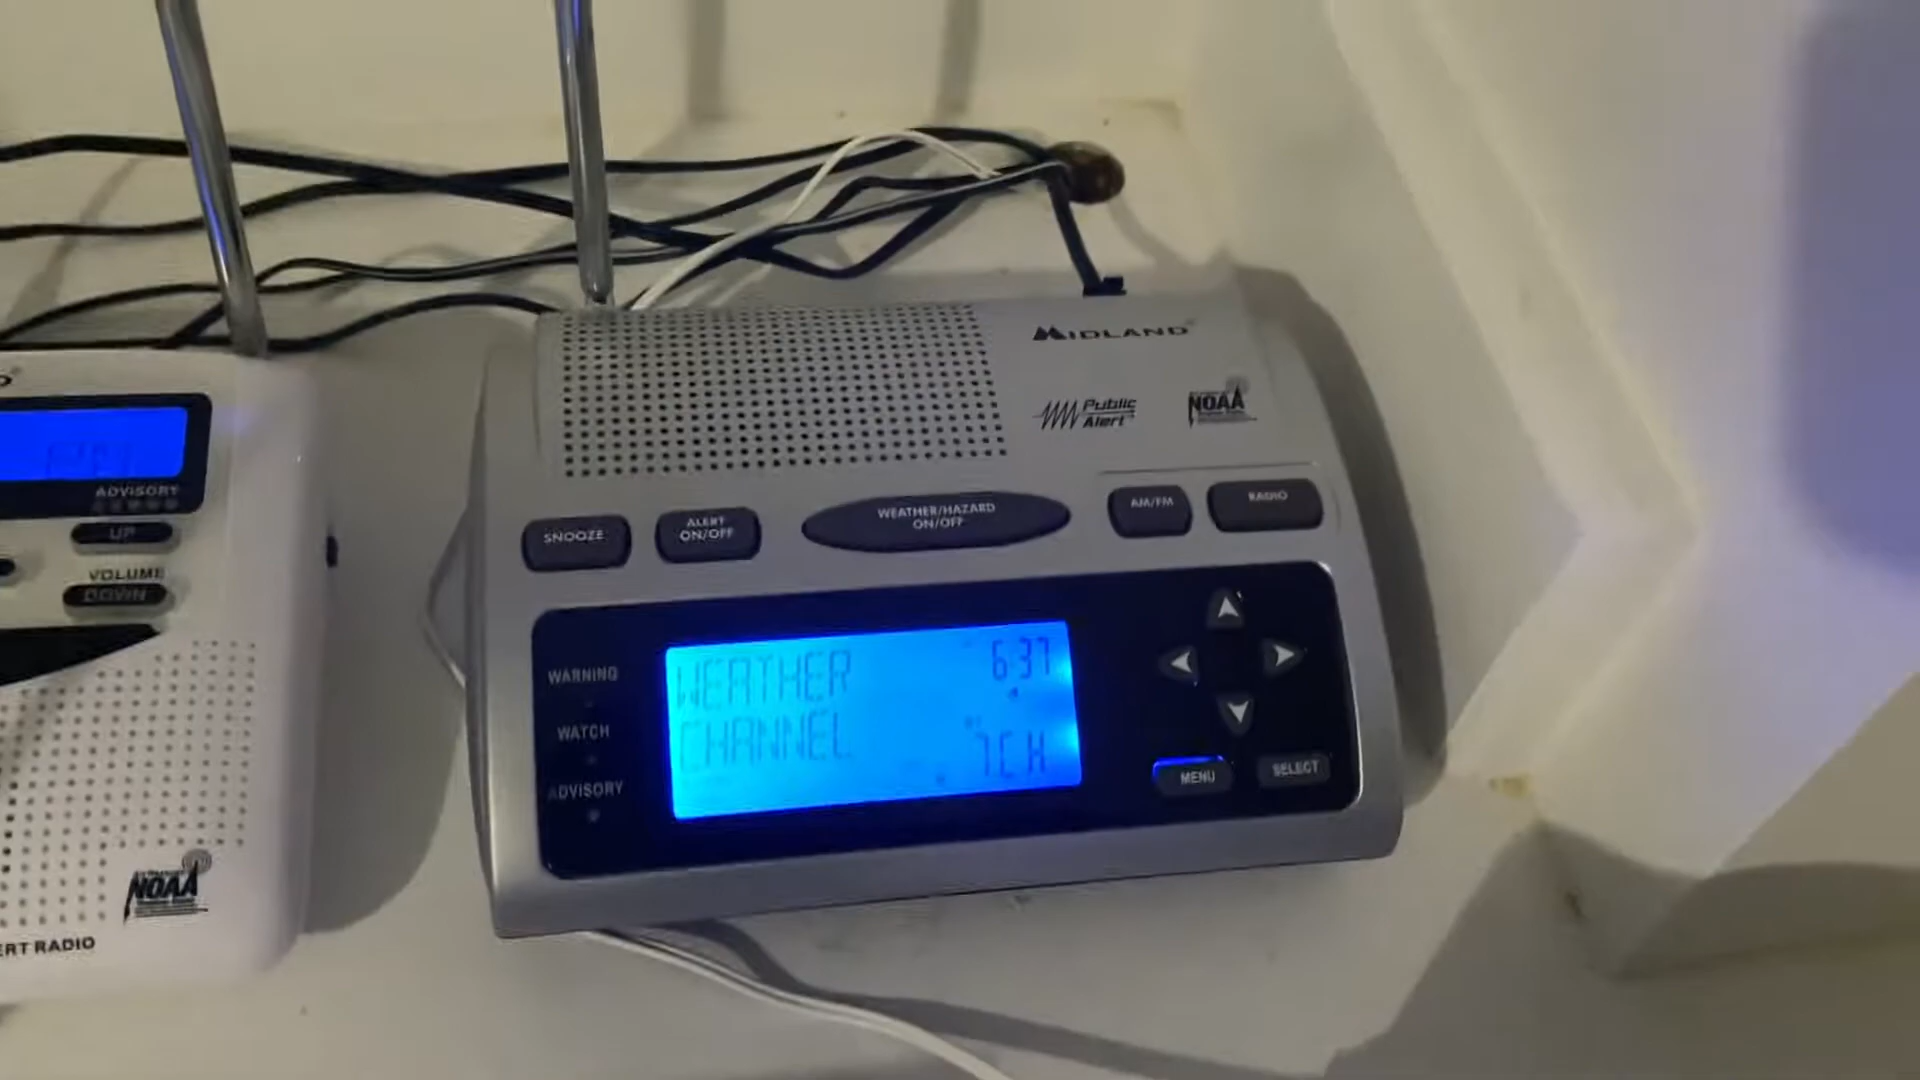 MIDLAND
Public
Alert
NOAA
SNOOZE
ALERT
ON/OFF
WEATHER/HAZARD
ON/OFF
AM/FM
RADIO
WARNING
WATCH
ADVISORY
WEATHER
CHANNEL
6:37
7CH
MENU
SELECT
ADVISORY
UP
VOLUME
DOWN
NOAA
ERT RADIO